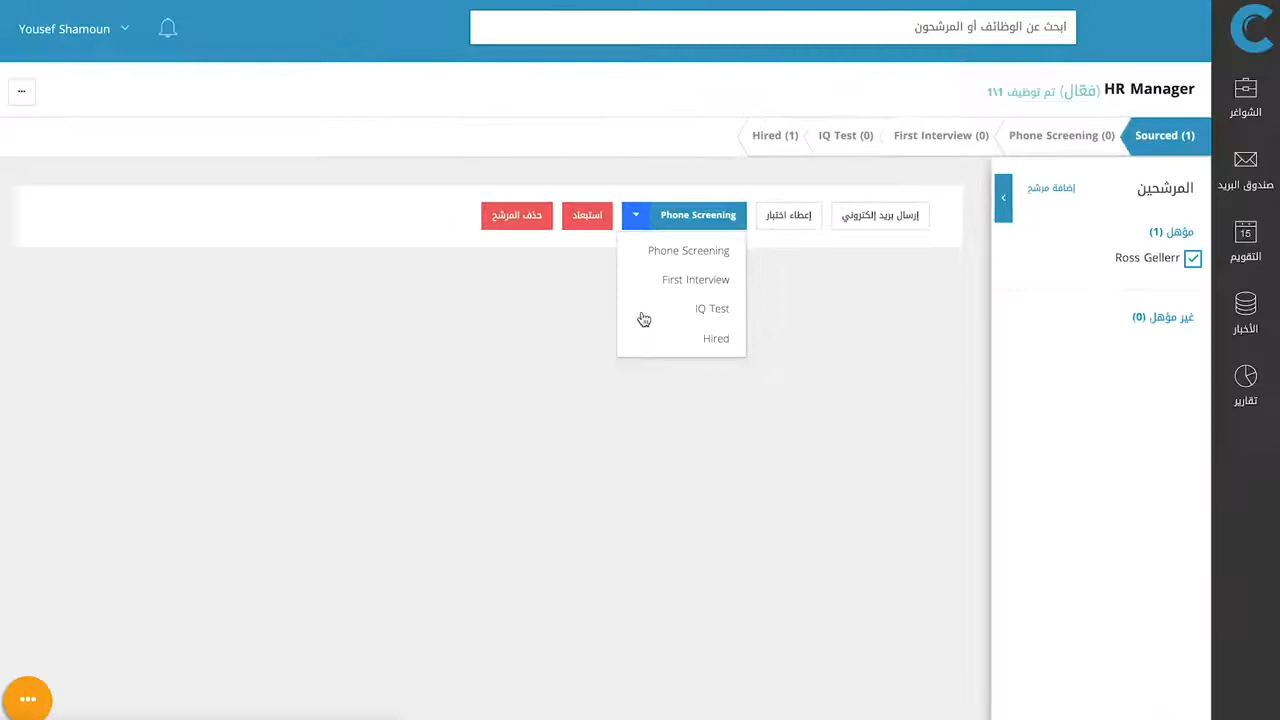 Yousef Shamoun
ابحث عن الوظائف أو المرشحون
HR Manager (فعّال) تم توظيف 1\1
...
Sourced (1)
Phone Screening (0)
First Interview (0)
IQ Test (0)
Hired (1)
المرشحين
إضافة مرشح
مؤهل (1)
Ross Gellerr
غير مؤهل (0)
إرسال بريد إلكتروني
إعطاء اختبار
Phone Screening
استبعاد
حذف المرشح
Phone Screening
First Interview
IQ Test
Hired
الشواغر
صندوق البريد
15
التقويم
الأخبار
تقارير